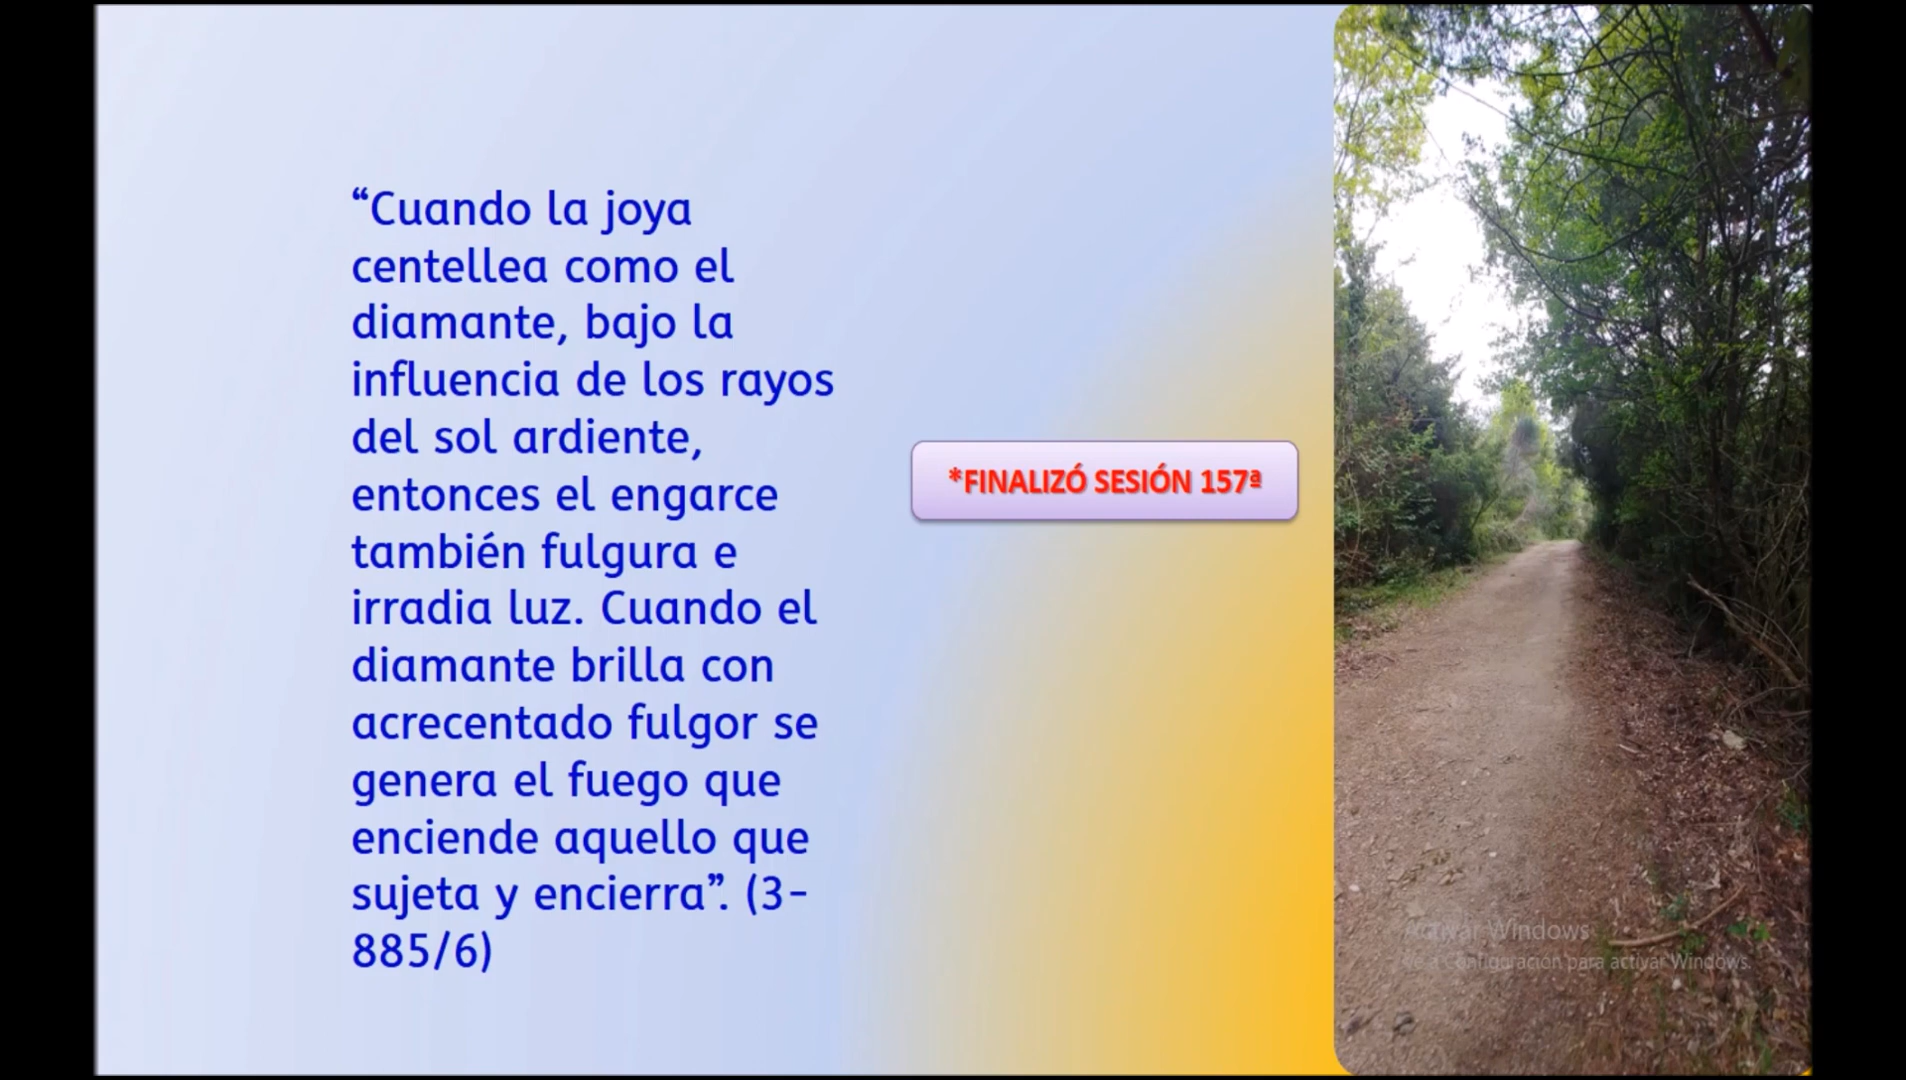 “Cuando la joya
centellea como el
diamante, bajo la
influencia de los rayos
del sol ardiente,
entonces el engarce
también fulgura e
irradia luz. Cuando el
diamante brilla con
acrecentado fulgor se
genera el fuego que
enciende aquello que
sujeta y encierra”. (3-
885/6)
*FINALIZÓ SESIÓN 157ª
Activar Windows
Ve a Configuración para activar Windows.